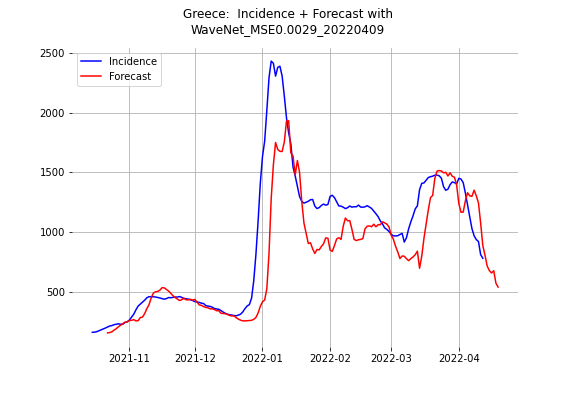 Greece:  Incidence + Forecast with
WaveNet_MSE0.0029_20220409
2500
2000
1500
1000
500
Incidence
Forecast
2021-11
2021-12
2022-01
2022-02
2022-03
2022-04